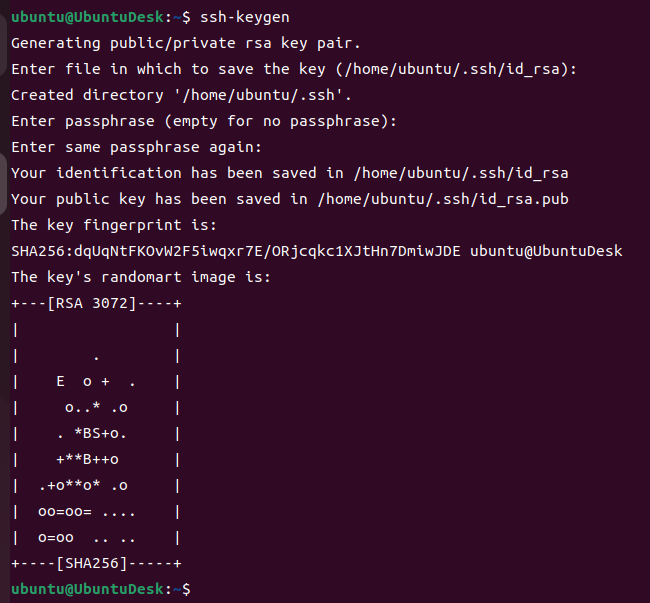 ubuntu@UbuntuDesk:~$ ssh-keygen
Generating public/private rsa key pair.
Enter file in which to save the key (/home/ubuntu/.ssh/id_rsa):
Created directory '/home/ubuntu/.ssh'.
Enter passphrase (empty for no passphrase):
Enter same passphrase again:
Your identification has been saved in /home/ubuntu/.ssh/id_rsa
Your public key has been saved in /home/ubuntu/.ssh/id_rsa.pub
The key fingerprint is:
SHA256:dqUqNtFKOvW2F5iwqxr7E/ORjcqkc1XJtHn7DmiwJDE ubuntu@UbuntuDesk
The key's randomart image is:
+---[RSA 3072]----+
|                 |
|        .        |
|    E  o +  .    |
|     o..* .o     |
|    . *BS+o.     |
|    +**B++o      |
|  .+o**o* .o     |
|  oo=oo= ....    |
|  o=oo  .. ..    |
+----[SHA256]-----+
ubuntu@UbuntuDesk:~$